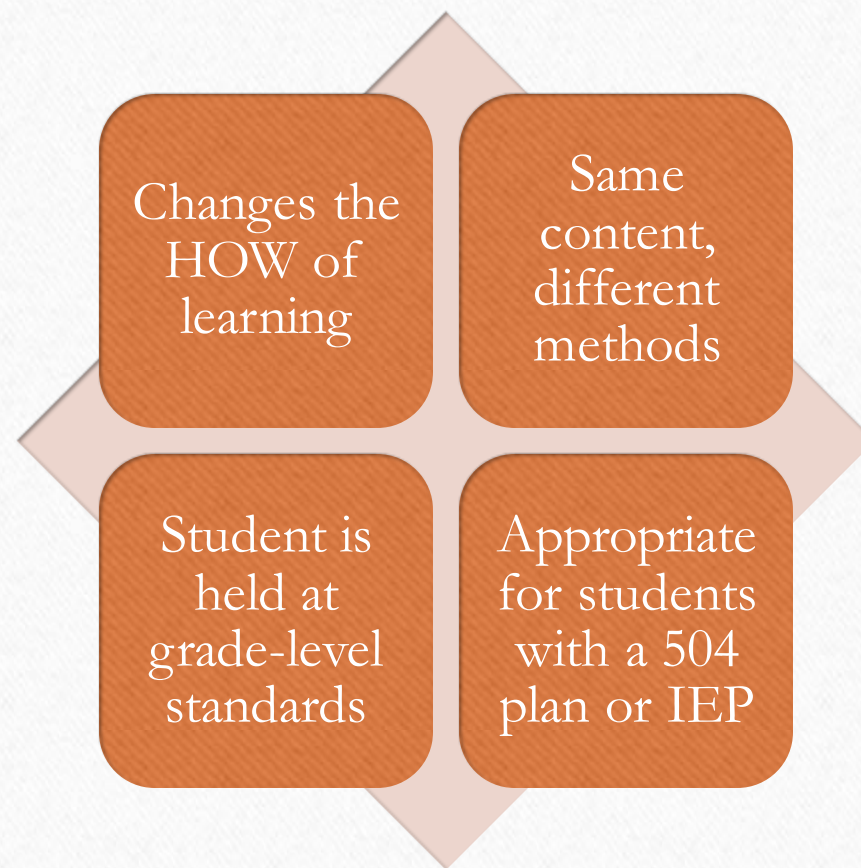 Changes the
HOW of
learning
Same
content,
different
methods
Student is
held at
grade-level
standards
Appropriate
for students
with a 504
plan or IEP